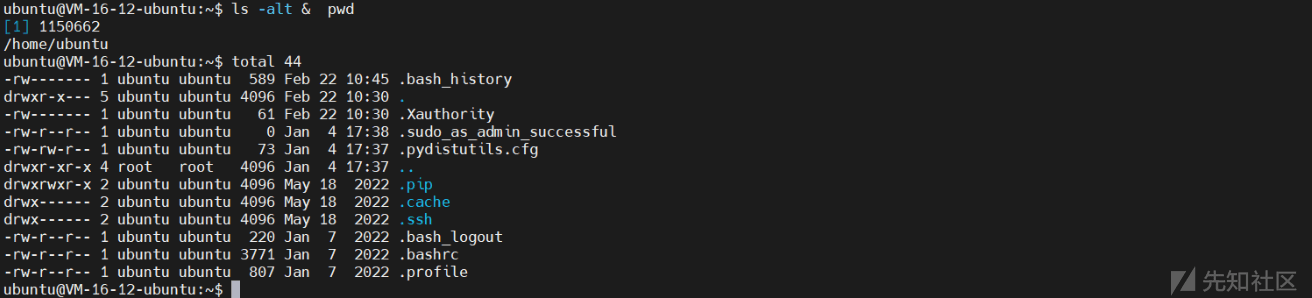 ubuntu@VM-16-12-ubuntu:~$ ls -alt &  pwd
[1] 1150662
/home/ubuntu
ubuntu@VM-16-12-ubuntu:~$ total 44
-rw------- 1 ubuntu ubuntu  589 Feb 22 10:45 .bash_history
drwxr-x--- 5 ubuntu ubuntu 4096 Feb 22 10:30 .
-rw------- 1 ubuntu ubuntu   61 Feb 22 10:30 .Xauthority
-rw-r--r-- 1 ubuntu ubuntu    0 Jan  4 17:38 .sudo_as_admin_successful
-rw-rw-r-- 1 ubuntu ubuntu   73 Jan  4 17:37 .pydistutils.cfg
drwxr-xr-x 4 root   root   4096 Jan  4 17:37 ..
drwxrwxr-x 2 ubuntu ubuntu 4096 May 18  2022 .pip
drwx------ 2 ubuntu ubuntu 4096 May 18  2022 .cache
drwx------ 2 ubuntu ubuntu 4096 May 18  2022 .ssh
-rw-r--r-- 1 ubuntu ubuntu  220 Jan  7  2022 .bash_logout
-rw-r--r-- 1 ubuntu ubuntu 3771 Jan  7  2022 .bashrc
-rw-r--r-- 1 ubuntu ubuntu  807 Jan  7  2022 .profile
ubuntu@VM-16-12-ubuntu:~$
先知社区